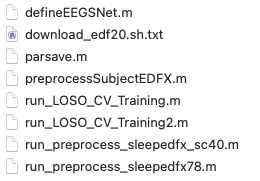 defineEEGSNet.m
download_edf20.sh.txt
parsave.m
preprocessSubjectEDFX.m
run_LOSO_CV_Training.m
run_LOSO_CV_Training2.m
run_preprocess_sleepedfx_sc40.m
run_preprocess_sleepedfx78.m